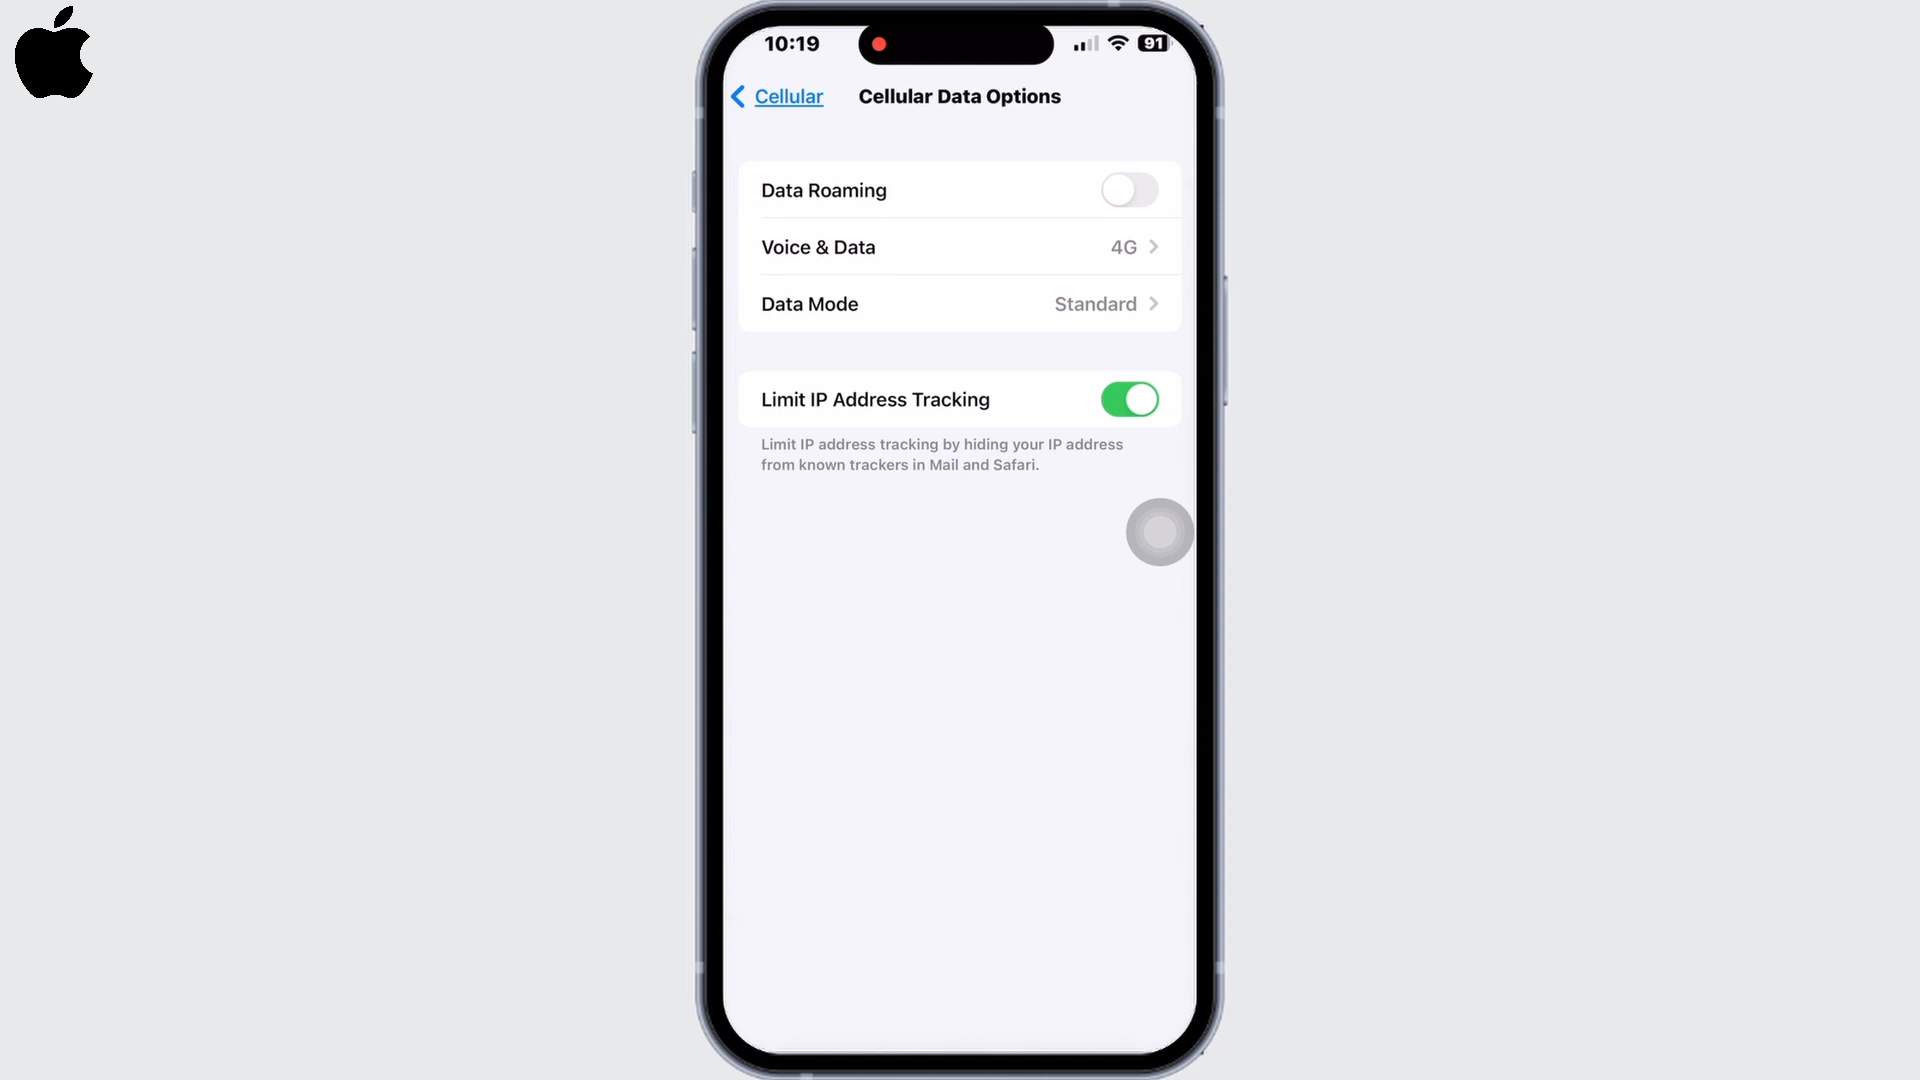 10:19
91
Cellular
Cellular Data Options
Data Roaming
Voice & Data
4G
Data Mode
Standard
Limit IP Address Tracking
Limit IP address tracking by hiding your IP address
from known trackers in Mail and Safari.